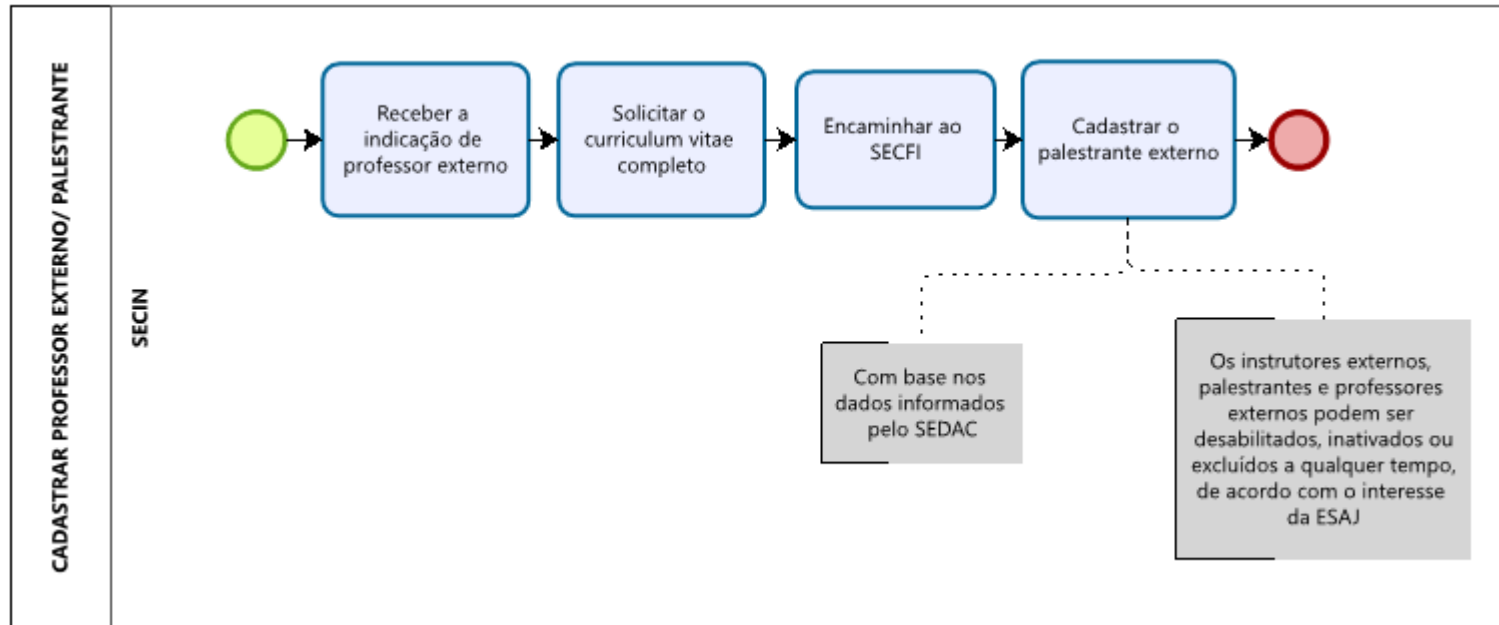 CADASTRAR PROFESSOR EXTERNO/ PALESTRANTE
SECIN
Receber a
indicação de
professor externo
Solicitar o
curriculum vitae
completo
Encaminhar ao
SECFI
Cadastrar o
palestrante externo
Com base nos
dados informados
pelo SEDAC
Os instrutores externos,
palestrantes e professores
externos podem ser
desabilitados, inativados ou
excluídos a qualquer tempo,
de acordo com o interesse
da ESAJ